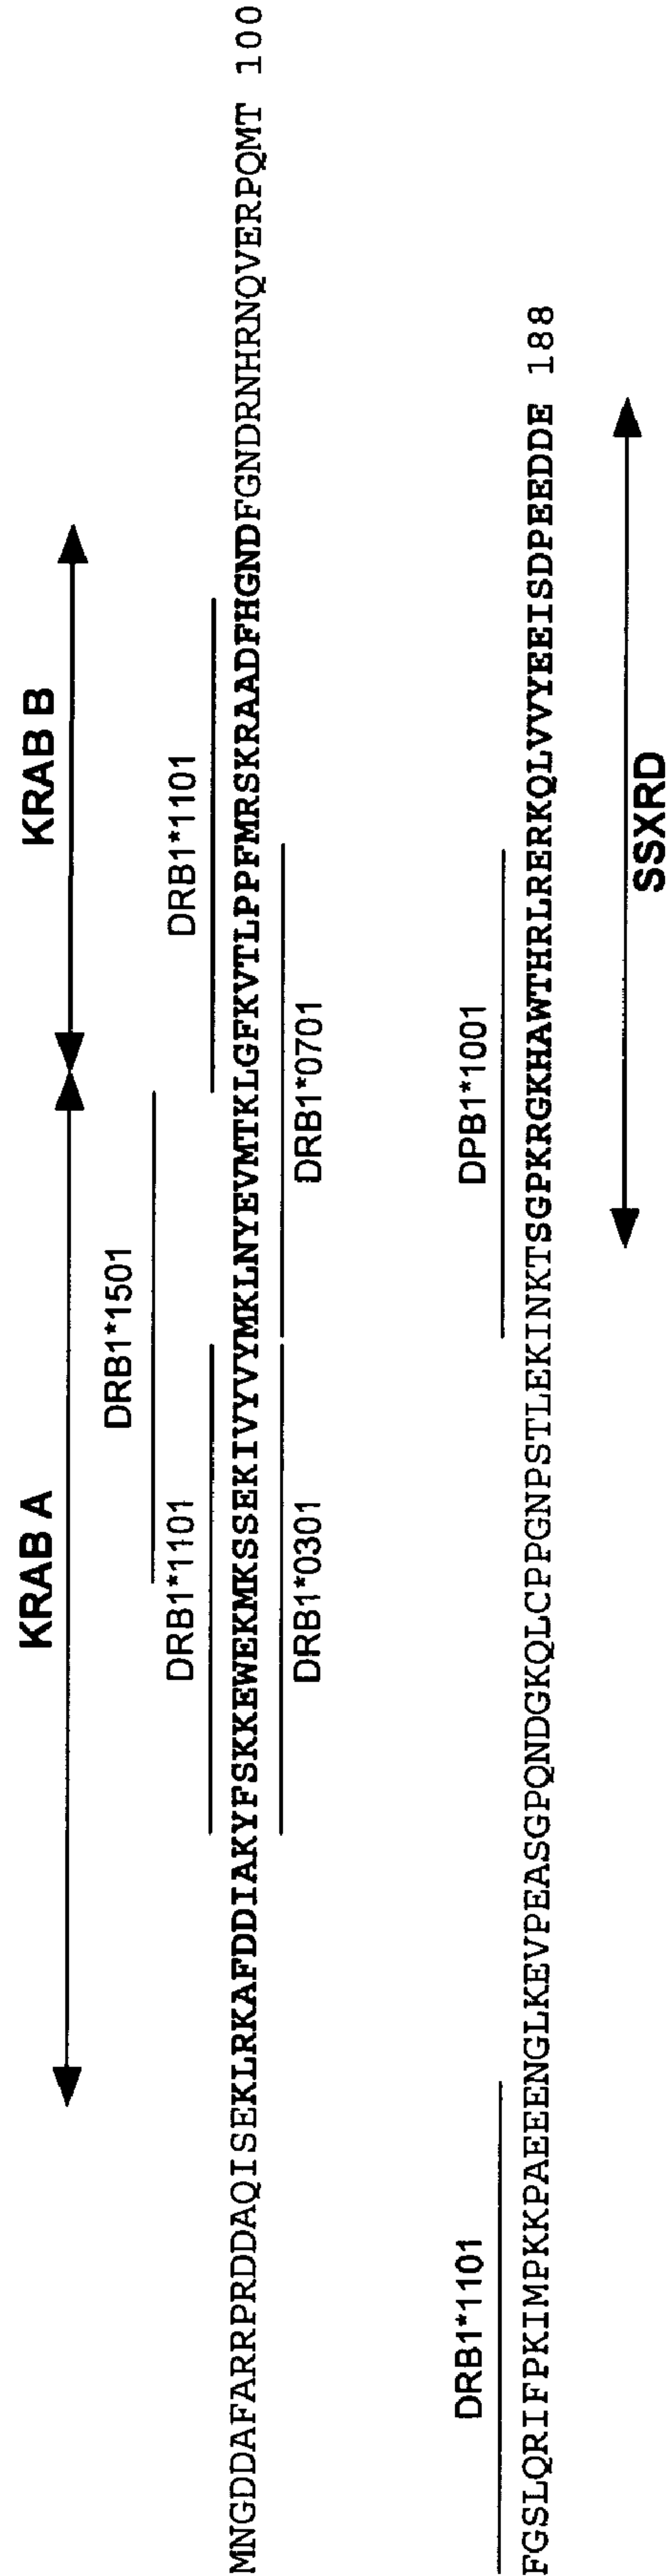 KRAB A KRAB B
DRB1*1501
DRB1*1101 DRB1*1101
MNGDDAFARRPRDDAQISEKLRKAFDDIAKYFSKKEWEKMKSSEKIVYVYMKLNYEVMTKLGFKVTLPPFMRSKRAADFHGNDFGNDRNHRNQVERPQMT 100
DRB1*0301 DRB1*0701
DRB1*1101 DPB1*1001
FGSLQRIFPKIMPKKPAEEENGLKEVPEASGPQNDGKQLCPPGNPSTLEKINKTSGPKRGKHAWTHRLRERKQLVVYEEISDPEEDDE 188
SSXRD